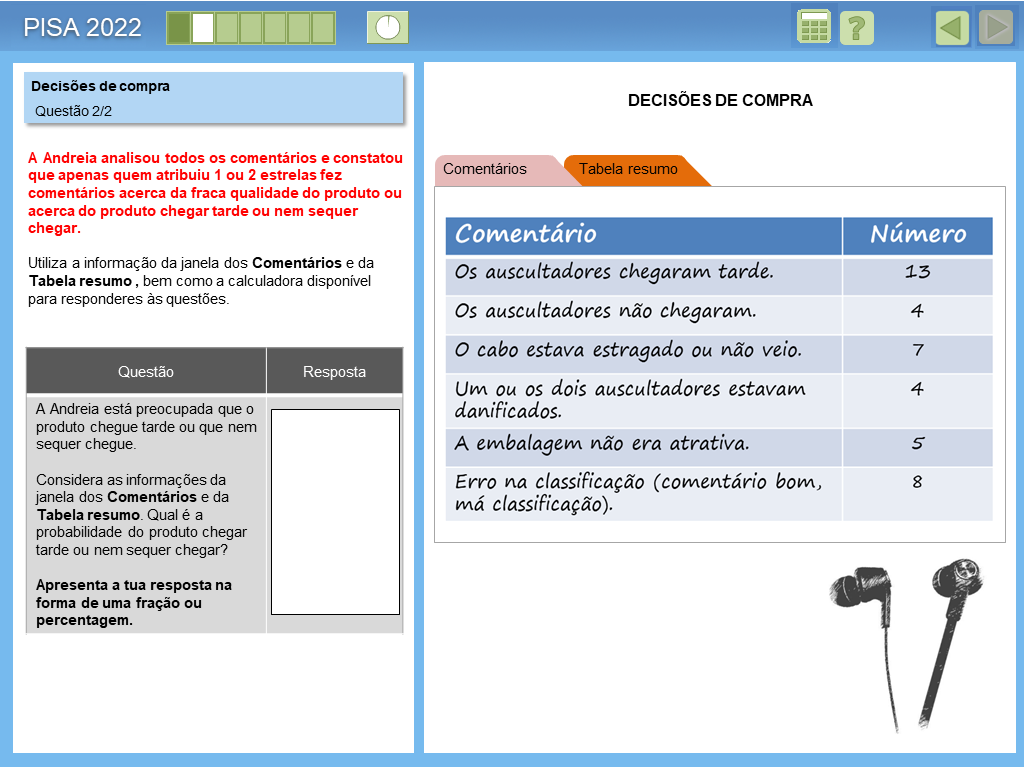 PISA 2022
?
Decisões de compra
Questão 2/2
A Andreia analisou todos os comentários e constatou
que apenas quem atribuiu 1 ou 2 estrelas fez
comentários acerca da fraca qualidade do produto ou
acerca do produto chegar tarde ou nem sequer
chegar.
Utiliza a informação da janela dos Comentários e da
Tabela resumo , bem como a calculadora disponível
para responderes às questões.
Questão Resposta
A Andreia está preocupada que o
produto chegue tarde ou que nem
sequer chegue.
Considera as informações da
janela dos Comentários e da
Tabela resumo. Qual é a
probabilidade do produto chegar
tarde ou nem sequer chegar?
Apresenta a tua resposta na
forma de uma fração ou
percentagem.
DECISÕES DE COMPRA
Comentários Tabela resumo
Comentário Número
Os auscultadores chegaram tarde. 13
Os auscultadores não chegaram. 4
O cabo estava estragado ou não veio. 7
Um ou os dois auscultadores estavam 4
danificados.
A embalagem não era atrativa. 5
Erro na classificação (comentário bom, 8
má classificação).